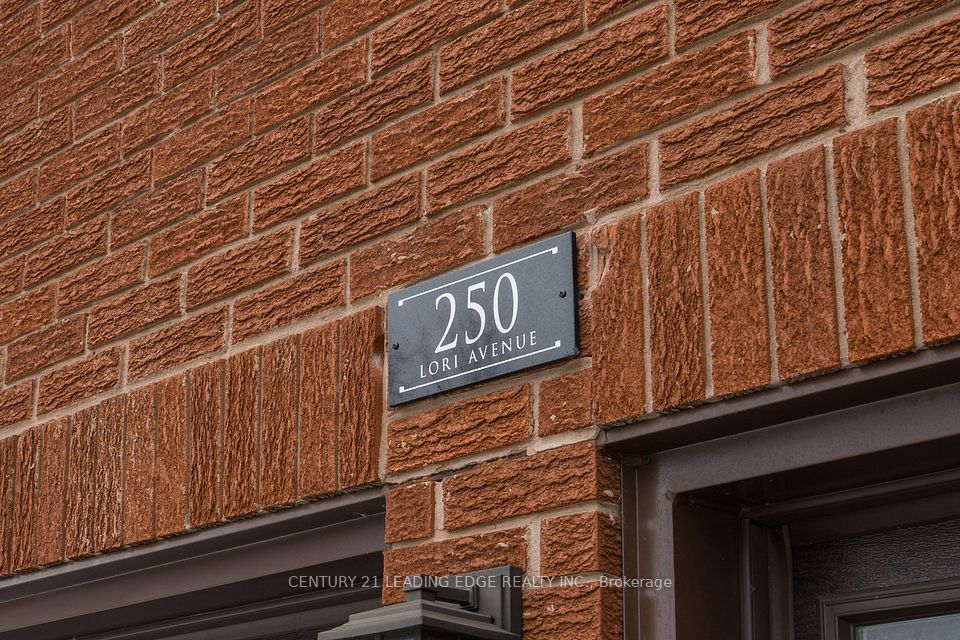 250
LORI AVENUE
CENTURY 21 LEADING EDGE REALTY INC., Brokerage